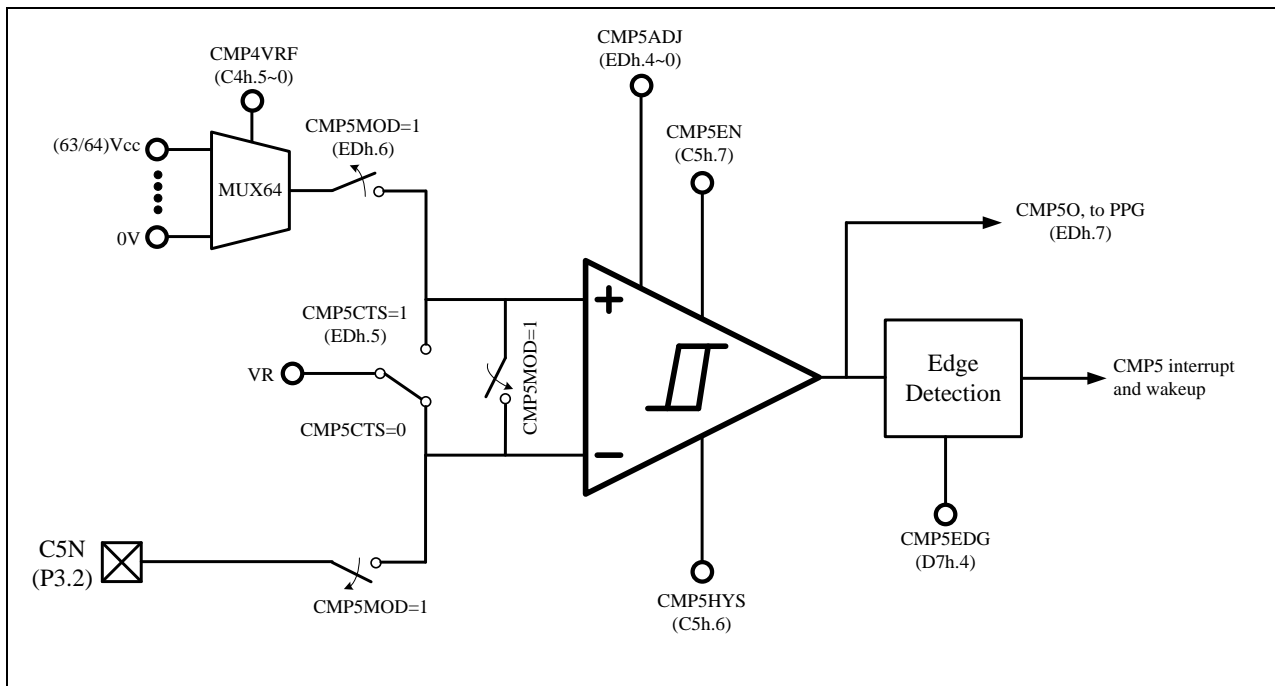 CMP4VRF
(C4h.5~0)
CMP5ADJ
(EDh.4~0)
CMP5MOD=1
(EDh.6)
CMP5EN
(C5h.7)
(63/64)Vcc
MUX64
0V
CMP5O, to PPG
(EDh.7)
CMP5CTS=1
(EDh.5)
CMP5MOD=1
+
VR
CMP5CTS=0
−
Edge
Detection
CMP5 interrupt
and wakeup
C5N
(P3.2)
CMP5MOD=1
CMP5HYS
(C5h.6)
CMP5EDG
(D7h.4)